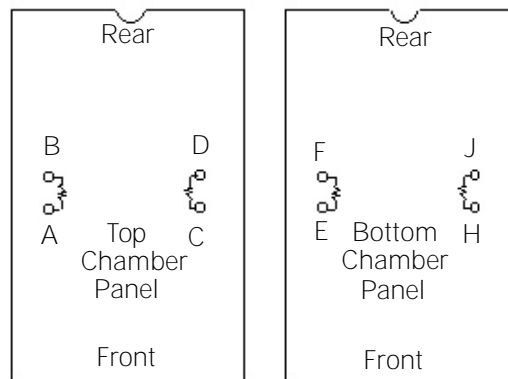 Rear
B
D
A
C
Top
Chamber
Panel
Front
Rear
F
J
E
H
Bottom
Chamber
Panel
Front